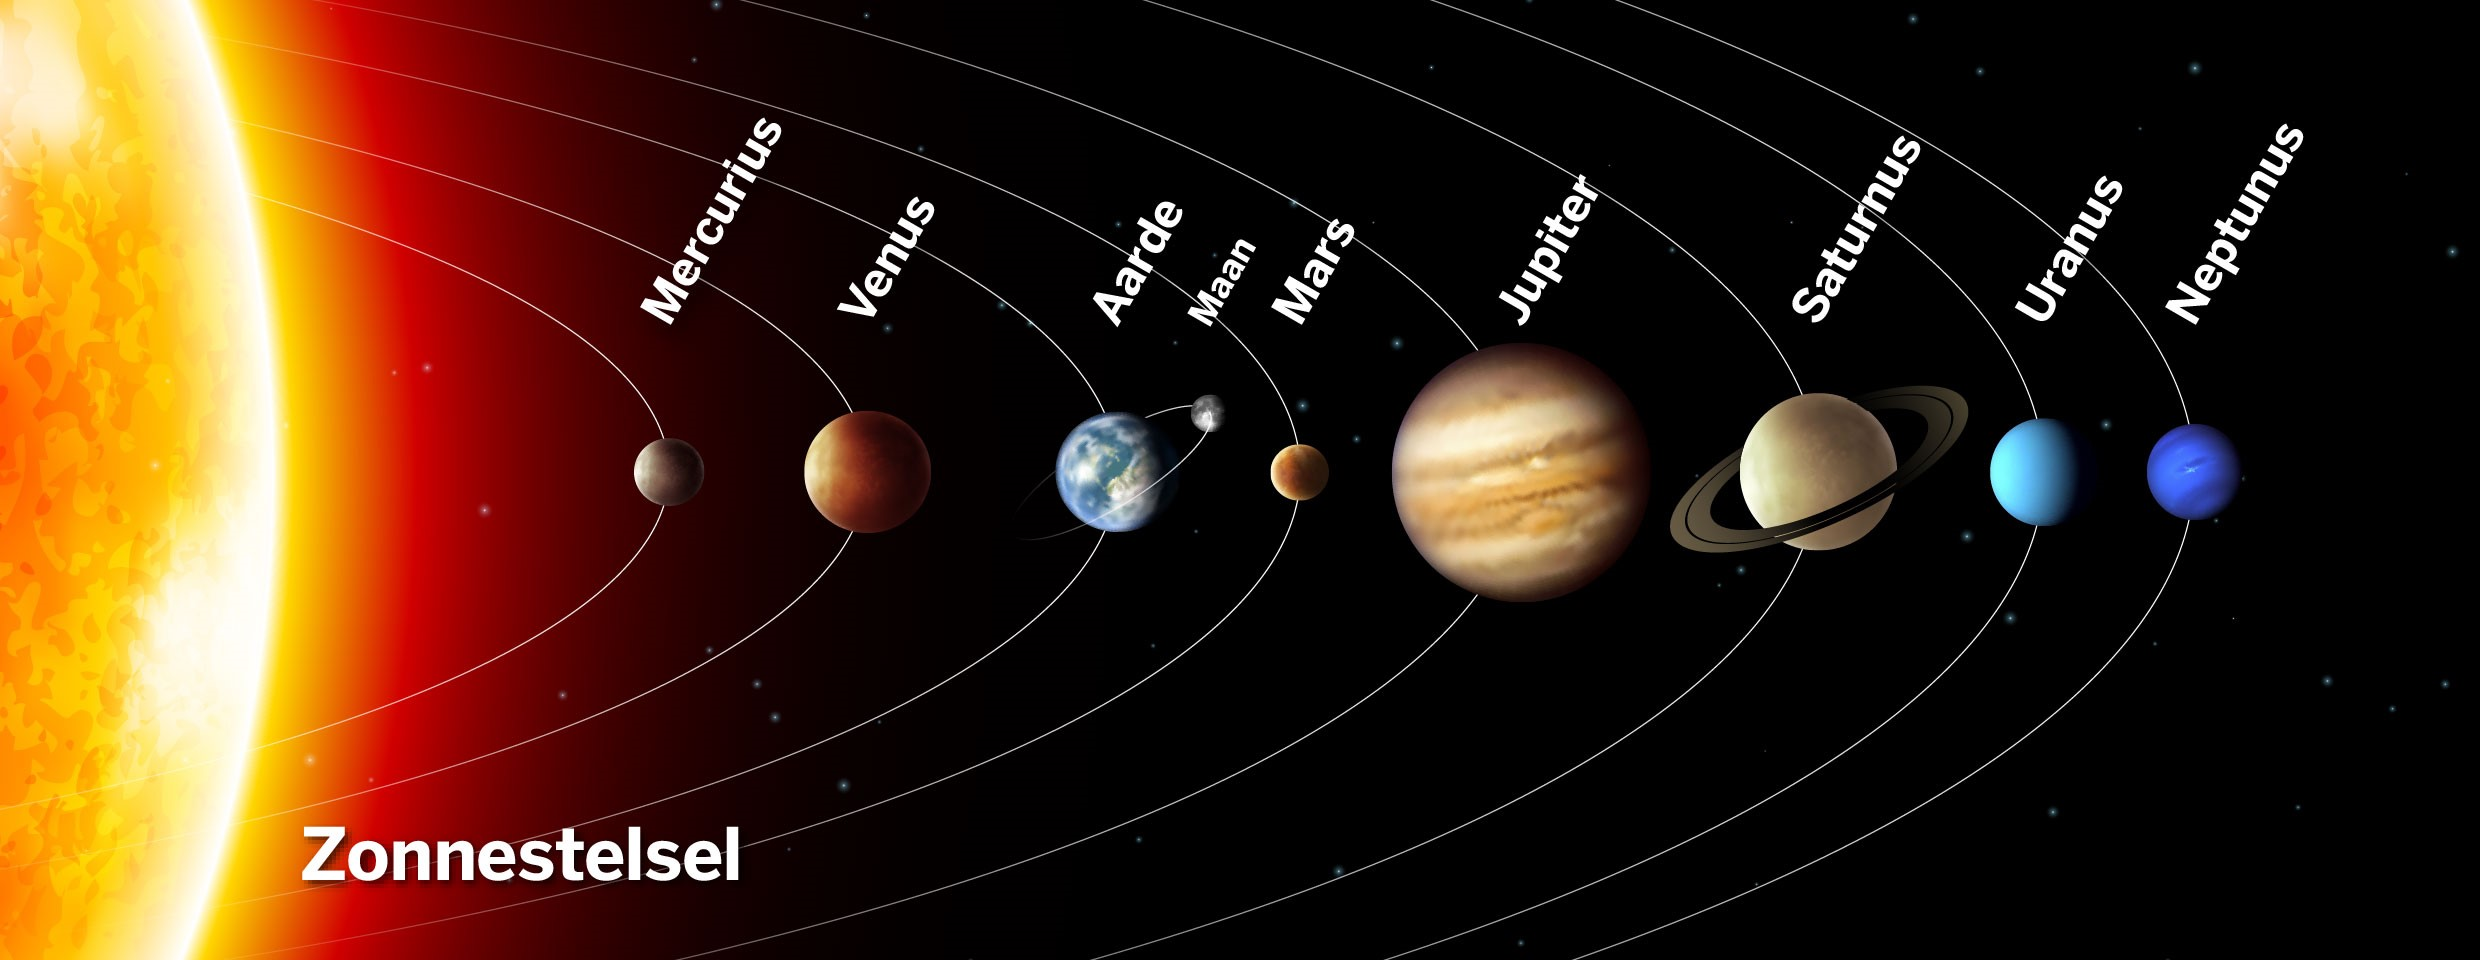 Mercurius
Venus
Aarde
Maan
Mars
Jupiter
Saturnus
Uranus
Neptunus
Zonnestelsel